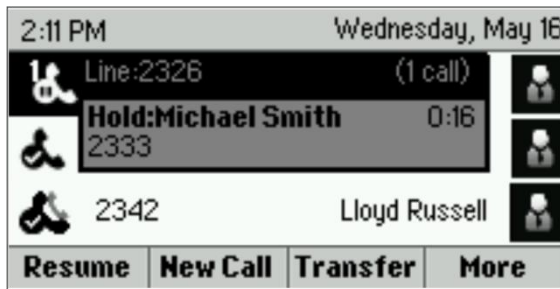 2:11 PM Wednesday, May 16
1 Line:2326 (1 call)
Hold:Michael Smith 0:16
2333
2342 Lloyd Russell
Resume New Call Transfer More